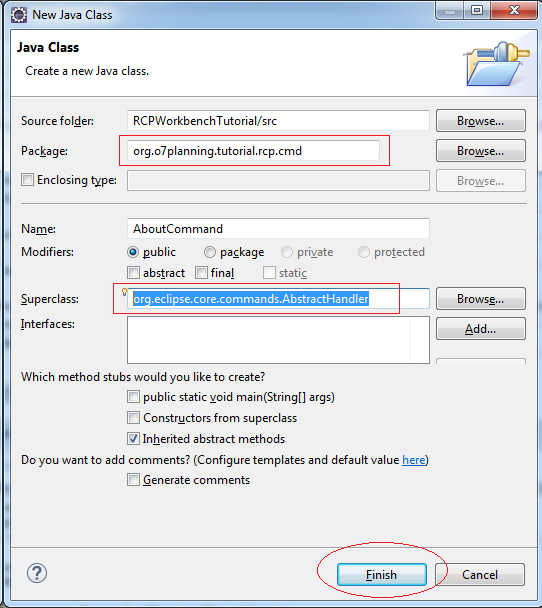 New Java Class
Java Class
Create a new Java class.
Source folder: RCPWorkbenchTutorial/src Browse...
Package: org.o7planning.tutorial.rcp.cmd Browse...
Enclosing type: Browse...
Name: AboutCommand
Modifiers: public package private protected
abstract final static
Superclass: org.eclipse.core.commands.AbstractHandler Browse...
Interfaces: Add...
Which method stubs would you like to create?
public static void main(String[] args)
Constructors from superclass
Inherited abstract methods
Do you want to add comments? (Configure templates and default value here)
Generate comments
? Finish Cancel